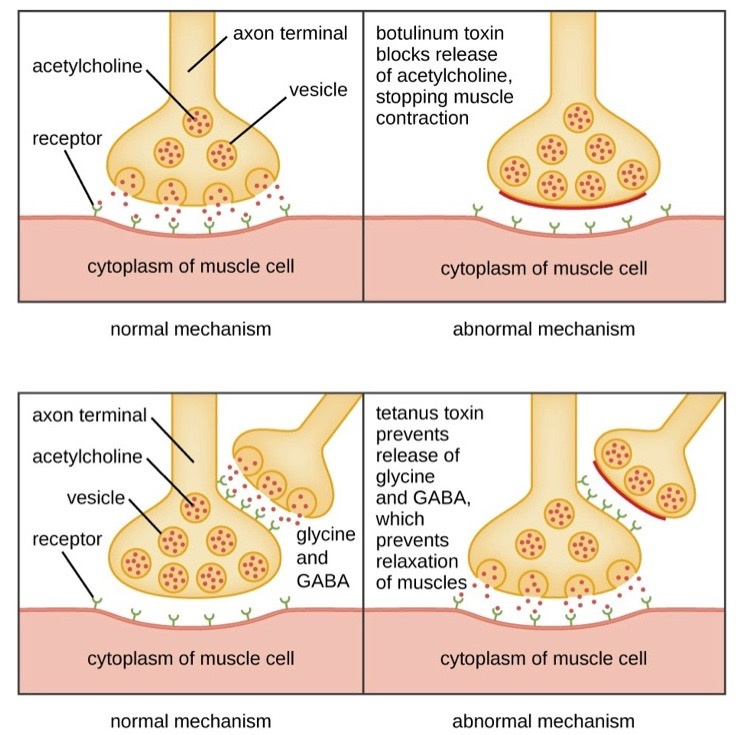 axon terminal
acetylcholine
vesicle
receptor
cytoplasm of muscle cell
normal mechanism
botulinum toxin
blocks release
of acetylcholine,
stopping muscle
contraction
cytoplasm of muscle cell
abnormal mechanism
axon terminal
acetylcholine
vesicle
receptor
glycine
and
GABA
cytoplasm of muscle cell
normal mechanism
tetanus toxin
prevents
release of
glycine
and GABA,
which
prevents
relaxation
of muscles
cytoplasm of muscle cell
abnormal mechanism